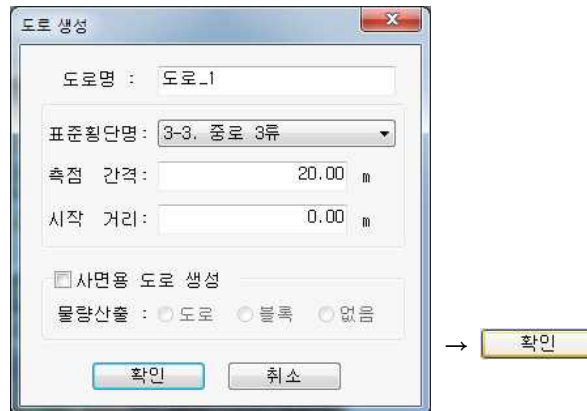 도로 생성
도로명 : 도로_1
표준횡단명: 3-3. 중로 3류
측점 간격: 20.00 m
시작 거리: 0.00 m
사면용 도로 생성
물량산출 : 도로 블록 없음
확인 취소 → 확인